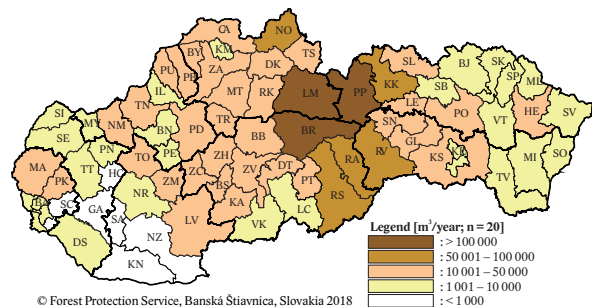 CA
NO
KM
BY
TS
PU
ZA
PB
DK
IL
TN
MT
RK
LM
PP
KK
SL
BJ
SK
SP
ML
SB
LE
PO
HE
SV
VT
SI
MY
NM
BN
PD
TR
BB
BR
SN
GL
RV
KS
KE
SE
PN
TO
PE
ZH
ZC
ZV
DT
RA
MI
SO
MA
PK
TT
HC
NR
ZM
BS
KA
PT
RS
TV
BA
SC
GA
SA
NZ
LV
VK
LC
DS
KN
Legend [m³/year; n = 20]
: > 100 000
: 50 001 – 100 000
: 10 001 – 50 000
: 1 001 – 10 000
: < 1 000
© Forest Protection Service, Banská Štiavnica, Slovakia 2018